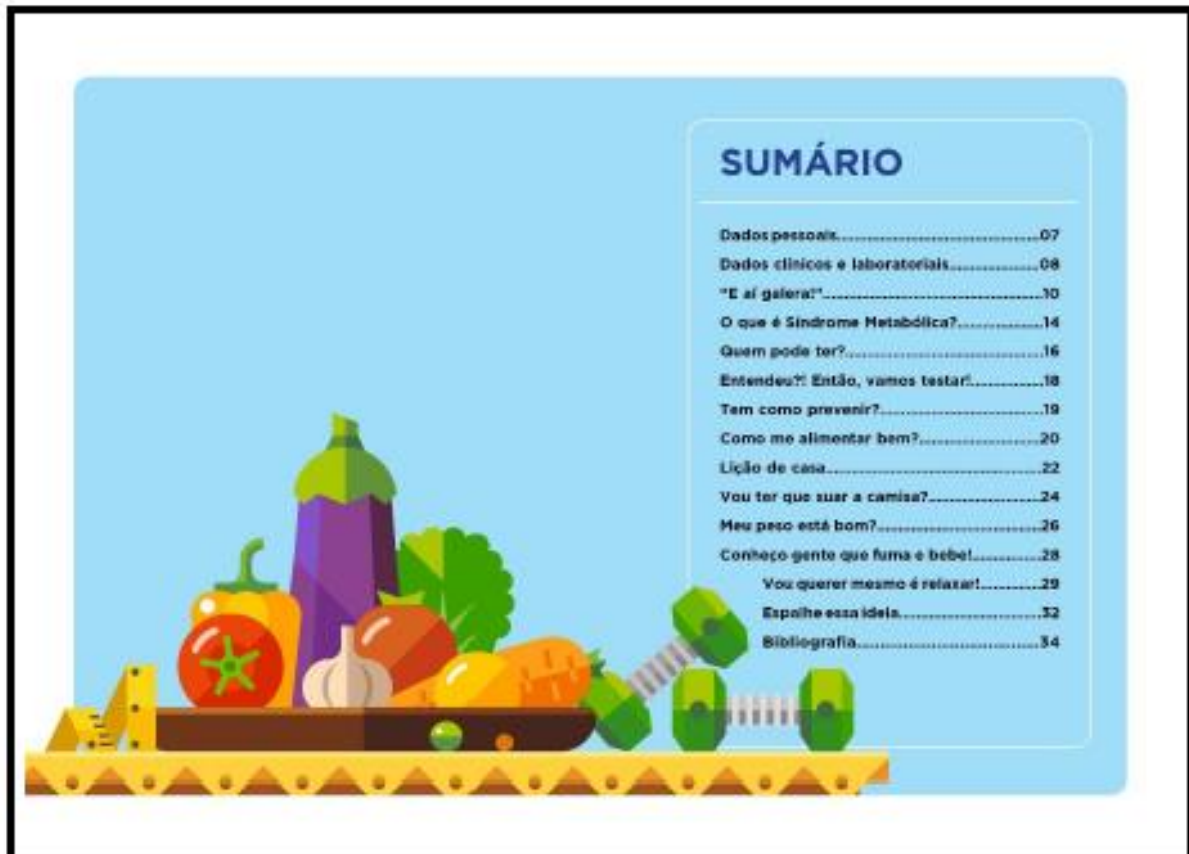 SUMÁRIO
Dados pessoais....................................07
Dados clínicos e laboratoriais................08
"E aí galera!".......................................10
O que é Síndrome Metabólica?...............14
Quem pode ter?...................................16
Entendeu?! Então, vamos testar!.............18
Tem como prevenir?.............................19
Como me alimentar bem?......................20
Lição de casa......................................22
Vou ter que suar a camisa?....................24
Meu peso está bom?.............................26
Conheço gente que fuma e bebe!............28
Vou querer mesmo é relaxar!...........29
Espalhe essa ideia.........................32
Bibliografia..................................34